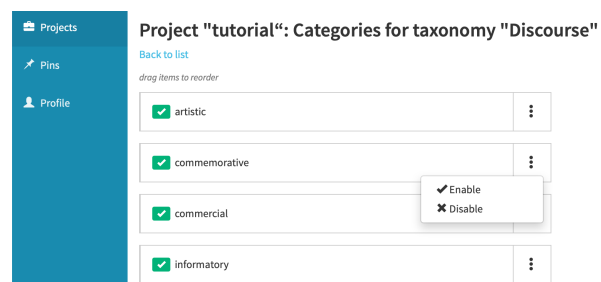 Projects
Pins
Profile
Project "tutorial“: Categories for taxonomy "Discourse"
Back to list
drag items to reorder
artistic
commemorative
Enable
Disable
commercial
informatory